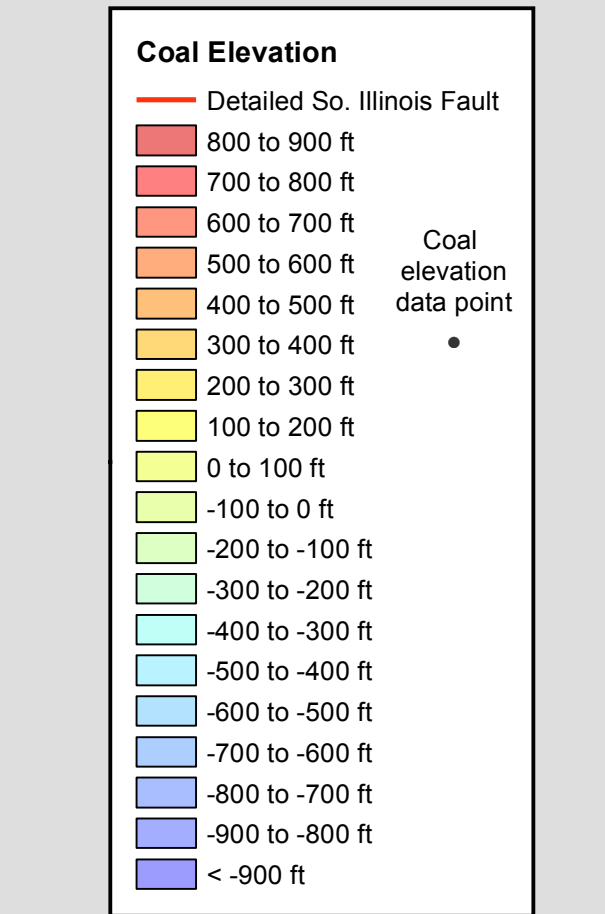 Coal Elevation
Detailed So. Illinois Fault
800 to 900 ft
700 to 800 ft
600 to 700 ft
500 to 600 ft
400 to 500 ft
300 to 400 ft
200 to 300 ft
100 to 200 ft
0 to 100 ft
-100 to 0 ft
-200 to -100 ft
-300 to -200 ft
-400 to -300 ft
-500 to -400 ft
-600 to -500 ft
-700 to -600 ft
-800 to -700 ft
-900 to -800 ft
< -900 ft
Coal
elevation
data point